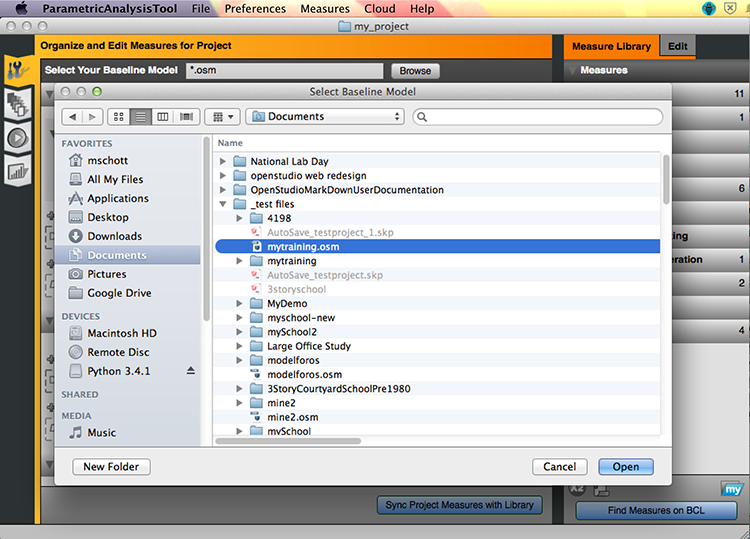 ParametricAnalysisTool File Preferences Measures Cloud Help
my_project
Organize and Edit Measures for Project
Measure Library Edit
Select Your Baseline Model *.osm Browse
Measures
Select Baseline Model
11
Documents
1
FAVORITES
mschott
All My Files
Applications
Desktop
Downloads
Documents
Pictures
Google Drive
DEVICES
Macintosh HD
Remote Disc
Python 3.4.1
SHARED
MEDIA
Music
Name
National Lab Day
openstudio web redesign
OpenStudioMarkDownUserDocumentation
_test files
4198
AutoSave_testproject_1.skp
mytraining.osm
mytraining
AutoSave_testproject.skp
3storyschool
MyDemo
myschool-new
mySchool2
Large Office Study
modelforos
modelforos.osm
3StoryCourtyardSchoolPre1980
mine2
mine2.osm
mySchool
6
ting
eration 1
2
4
New Folder
Cancel
Open
X2
my
Sync Project Measures with Library
Find Measures on BCL